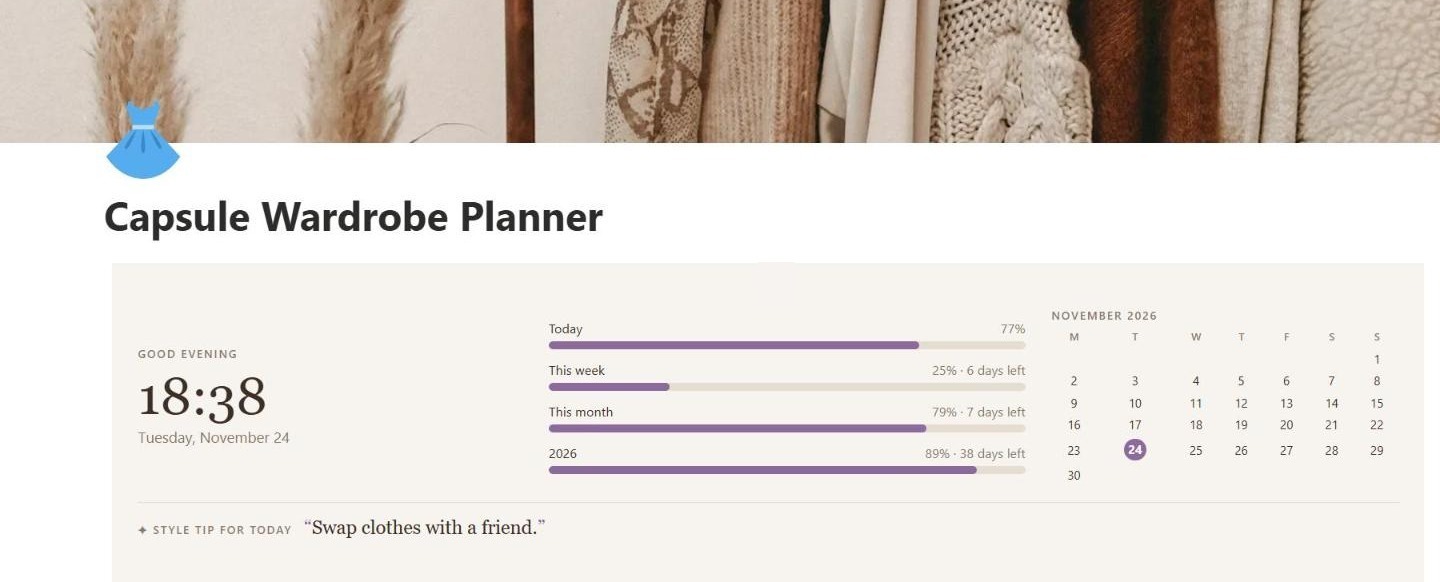 Capsule Wardrobe Planner
GOOD EVENING
18:38
Tuesday, November 24
Today 77%
This week 25% · 6 days left
This month 79% · 7 days left
2026 89% · 38 days left
NOVEMBER 2026
M T W T F S S
1
2 3 4 5 6 7 8
9 10 11 12 13 14 15
16 17 18 19 20 21 22
23 24 25 26 27 28 29
30
✦ STYLE TIP FOR TODAY “Swap clothes with a friend.”